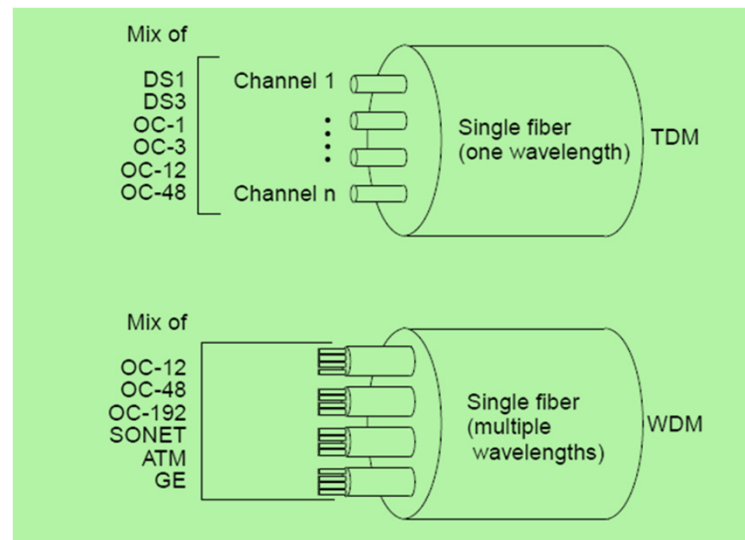 Mix of
DS1
DS3
OC-1
OC-3
OC-12
OC-48
Channel 1
Channel n
Single fiber
(one wavelength)
TDM
Mix of
OC-12
OC-48
OC-192
SONET
ATM
GE
Single fiber
(multiple
wavelengths)
WDM